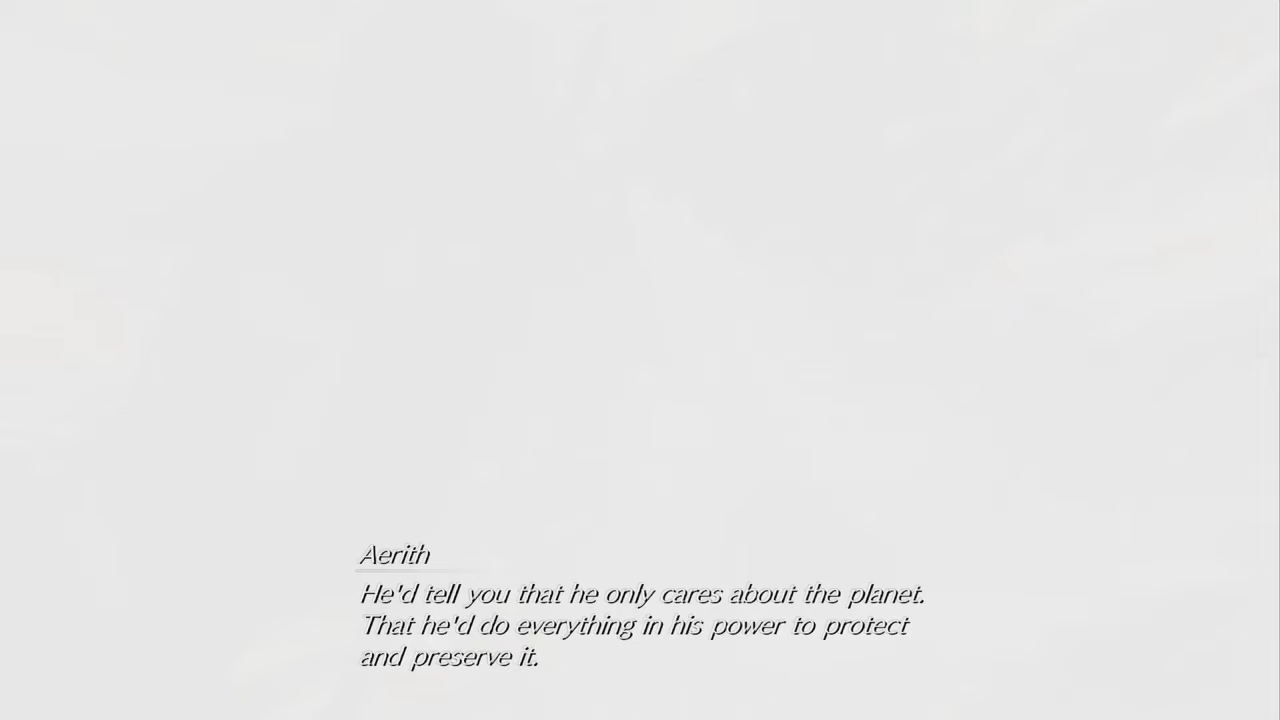 Aerith
He'd tell you that he only cares about the planet.
That he'd do everything in his power to protect
and preserve it.